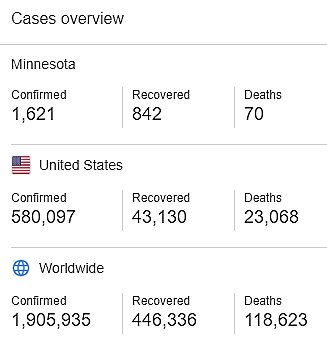 Cases overview
Minnesota
Confirmed Recovered Deaths
1,621 842 70
United States
Confirmed Recovered Deaths
580,097 43,130 23,068
Worldwide
Confirmed Recovered Deaths
1,905,935 446,336 118,623